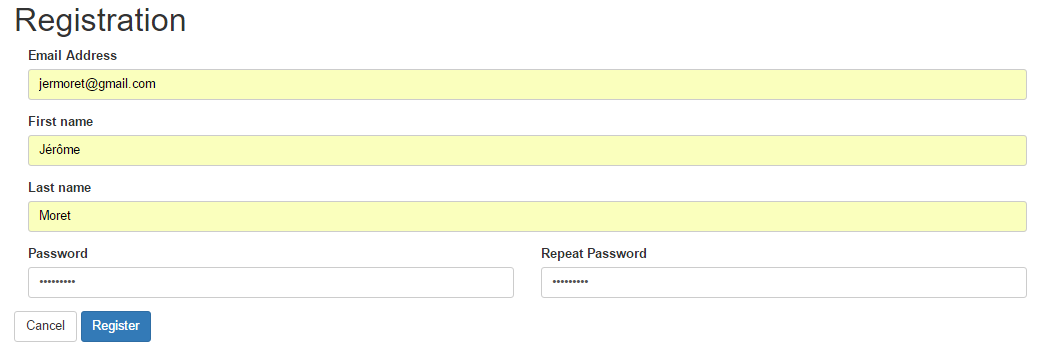 Registration
Email Address
jermoret@gmail.com
First name
Jérôme
Last name
Moret
Password Repeat Password
••••••••• •••••••••
Cancel Register